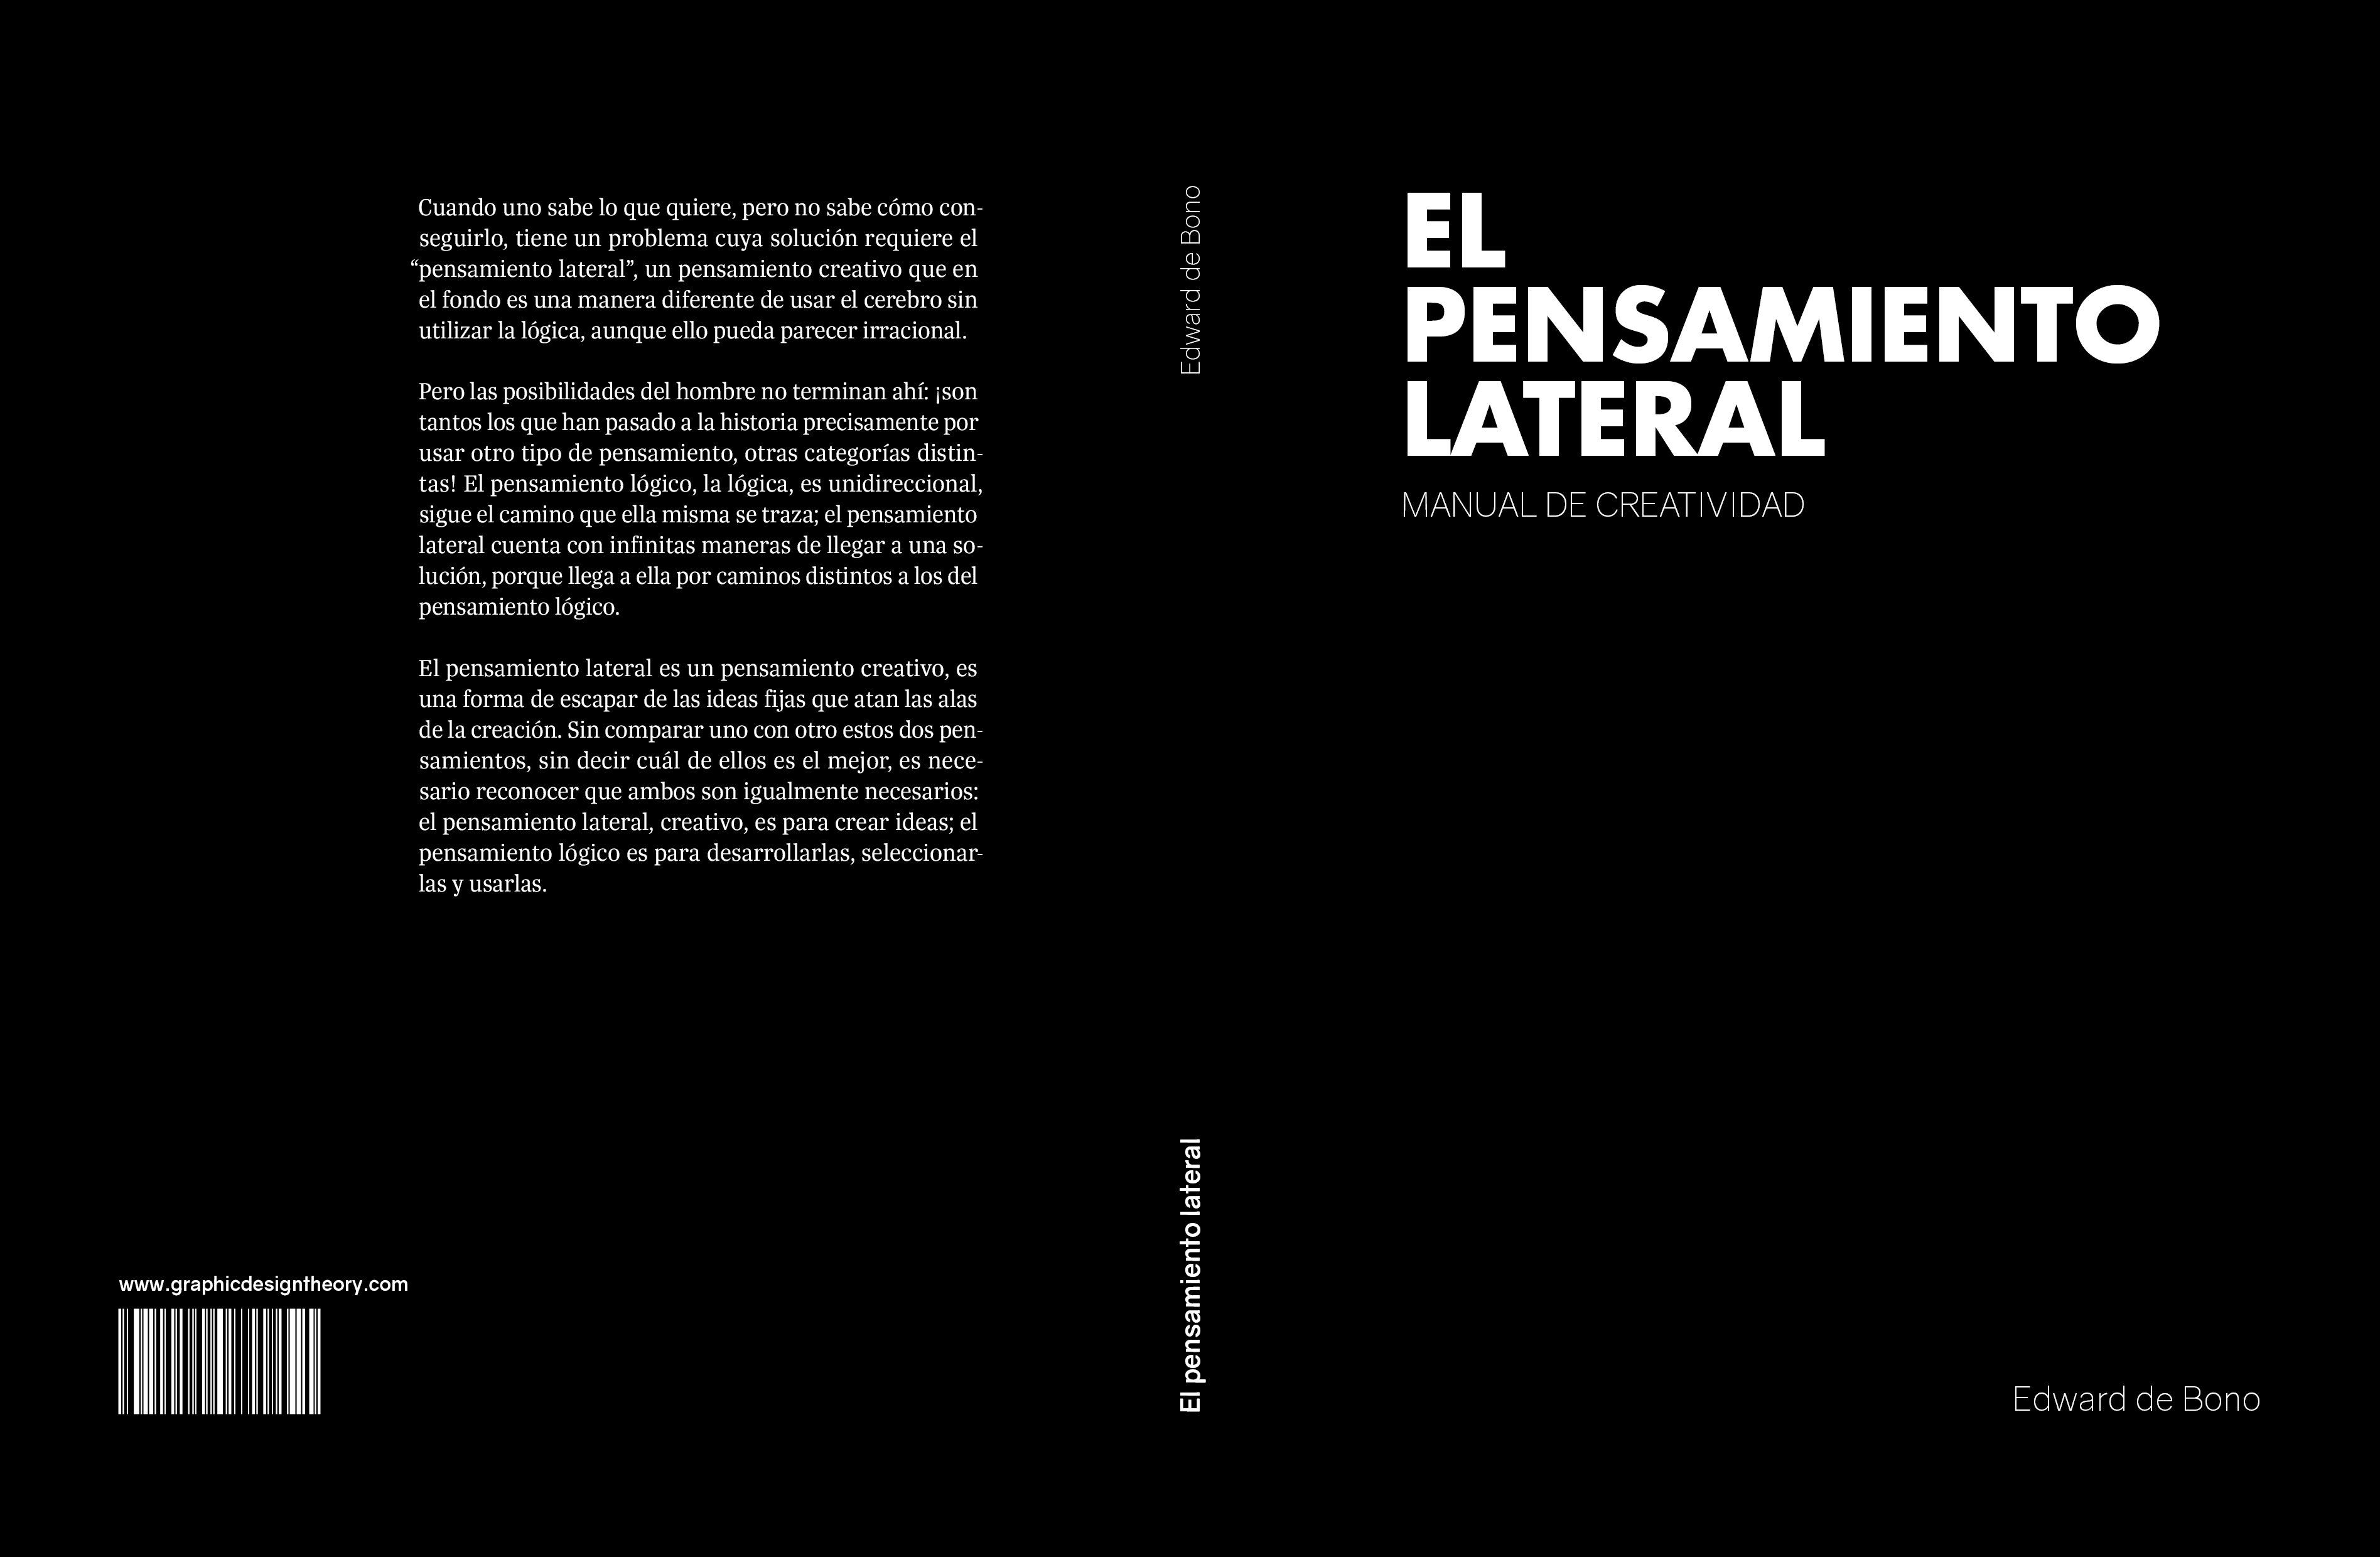 Cuando uno sabe lo que quiere, pero no sabe cómo con-
seguirlo, tiene un problema cuya solución requiere el
“pensamiento lateral”, un pensamiento creativo que en
el fondo es una manera diferente de usar el cerebro sin
utilizar la lógica, aunque ello pueda parecer irracional.
Pero las posibilidades del hombre no terminan ahí: ¡son
tantos los que han pasado a la historia precisamente por
usar otro tipo de pensamiento, otras categorías distin-
tas! El pensamiento lógico, la lógica, es unidireccional,
sigue el camino que ella misma se traza; el pensamiento
lateral cuenta con infinitas maneras de llegar a una so-
lución, porque llega a ella por caminos distintos a los del
pensamiento lógico.
El pensamiento lateral es un pensamiento creativo, es
una forma de escapar de las ideas fijas que atan las alas
de la creación. Sin comparar uno con otro estos dos pen-
samientos, sin decir cuál de ellos es el mejor, es nece-
sario reconocer que ambos son igualmente necesarios:
el pensamiento lateral, creativo, es para crear ideas; el
pensamiento lógico es para desarrollarlas, seleccionar-
las y usarlas.
www.graphicdesigntheory.com
Edward de Bono
El pensamiento lateral
EL
PENSAMIENTO
LATERAL
MANUAL DE CREATIVIDAD
Edward de Bono